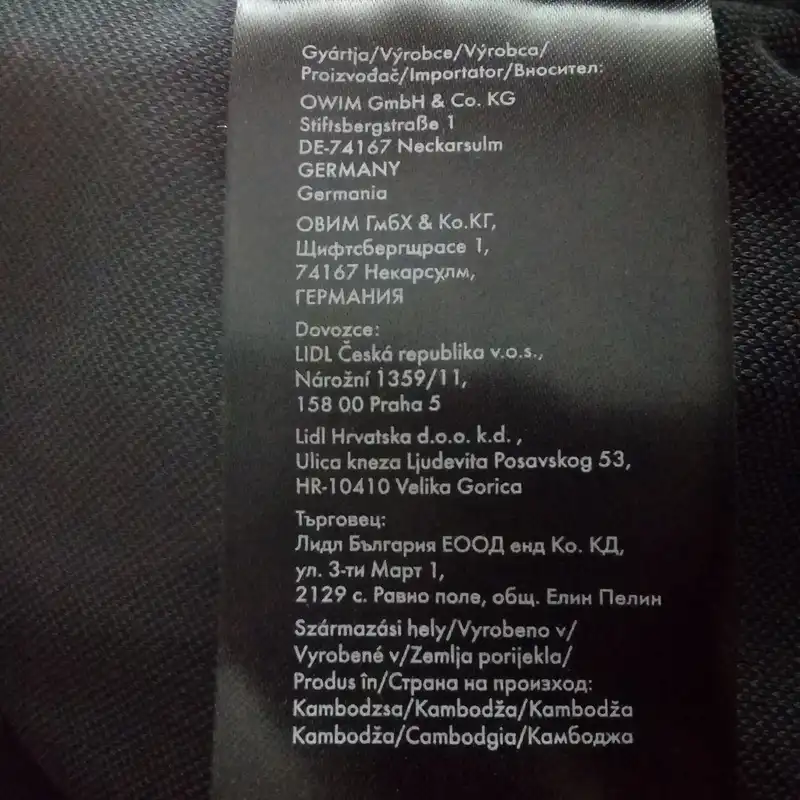 Gyártja/Výrobce/Výrobca/
Proizvođač/Importator/Вносител:
OWIM GmbH & Co. KG
Stiftsbergstraße 1
DE-74167 Neckarsulm
GERMANY
Germania
ОВИМ ГмбХ & Ко.КГ,
Щифтсбергщрасе 1,
74167 Некарсулм,
ГЕРМАНИЯ
Dovozce:
LIDL Česká republika v.o.s.,
Nárožní 1359/11,
158 00 Praha 5
Lidl Hrvatska d.o.o. k.d. ,
Ulica kneza Ljudevita Posavskog 53,
HR-10410 Velika Gorica
Търговец:
Лидл България ЕООД енд Ко. КД,
ул. 3-ти Март 1,
2129 с. Равно поле, общ. Елин Пелин
Származási hely/Vyrobeno v/
Vyrobené v/Zemlja porijekla/
Produs în/Страна на произход:
Kambodzsa/Kambodža/Kambodža
Kambodža/Cambodgia/Камбоджа